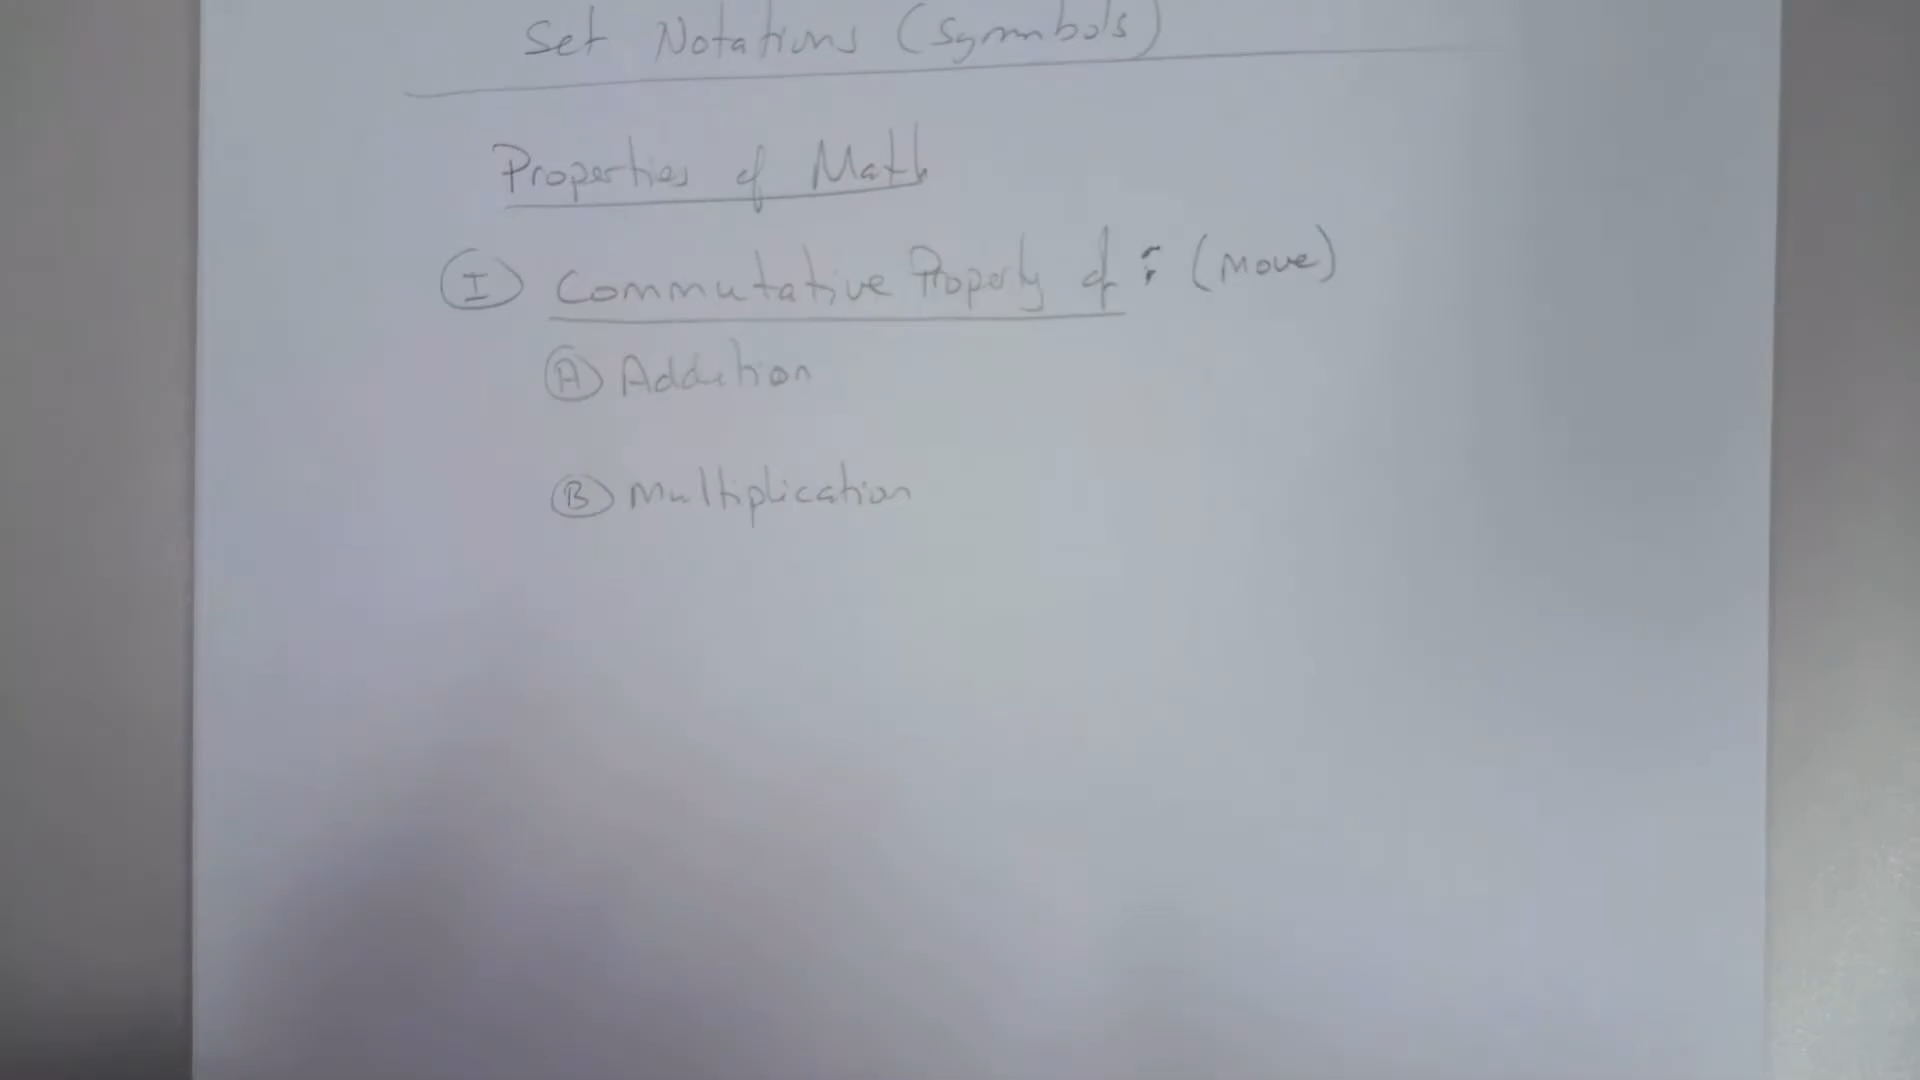 Set Notations (Symbols)
Properties of Math
I Commutative Property of : (Move)
A Addition
B Multiplication